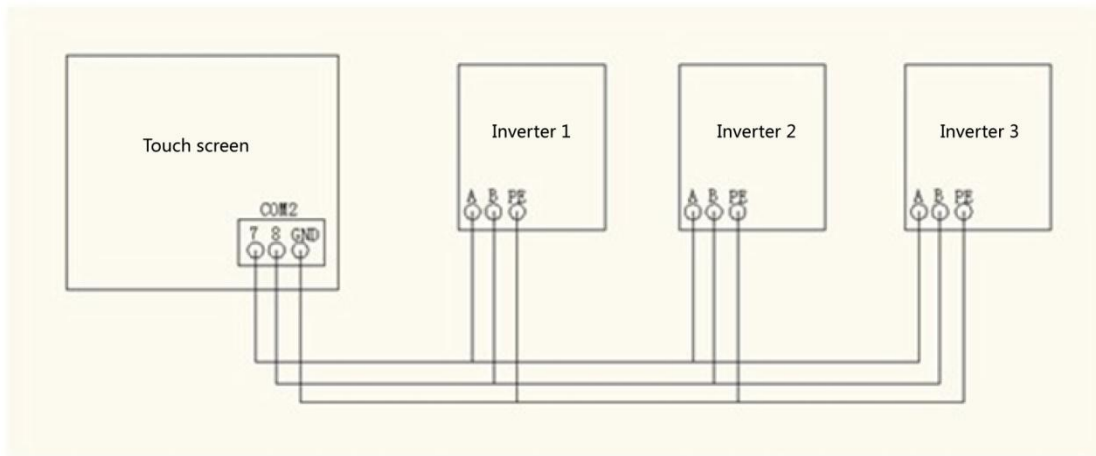 Touch screen
COM2
7 8 GND
Inverter 1
A B PE
Inverter 2
A B PE
Inverter 3
A B PE